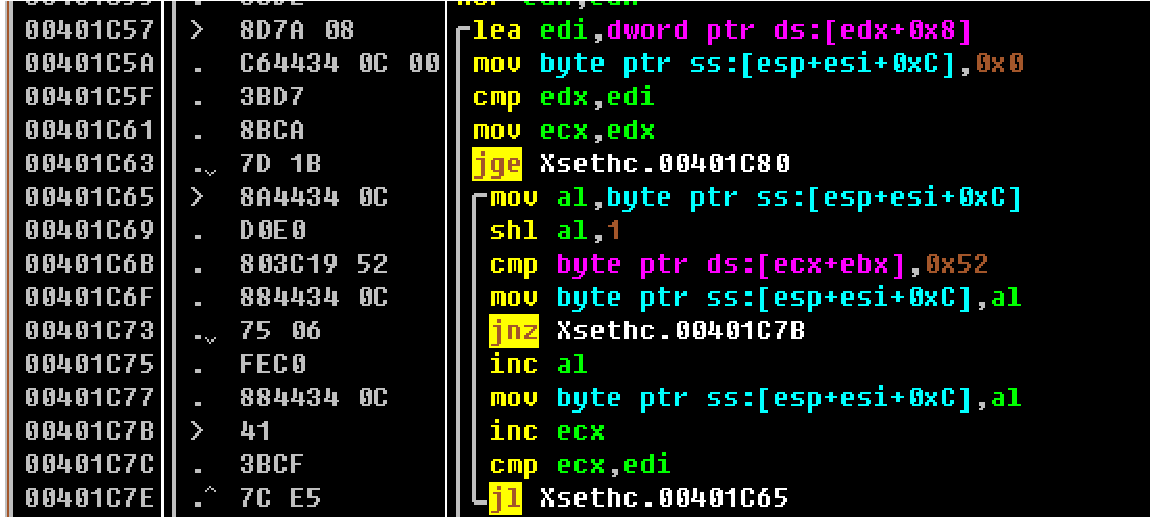 00401C57 > 8D7A 08 lea edi,dword ptr ds:[edx+0x8]
00401C5A . C64434 0C 00 mov byte ptr ss:[esp+esi+0xC],0x0
00401C5F . 3BD7 cmp edx,edi
00401C61 . 8BCA mov ecx,edx
00401C63 .ˇ 7D 1B jge Xsethc.00401C80
00401C65 > 8A4434 0C mov al,byte ptr ss:[esp+esi+0xC]
00401C69 . D0E0 shl al,1
00401C6B . 803C19 52 cmp byte ptr ds:[ecx+ebx],0x52
00401C6F . 884434 0C mov byte ptr ss:[esp+esi+0xC],al
00401C73 .ˇ 75 06 jnz Xsethc.00401C7B
00401C75 . FEC0 inc al
00401C77 . 884434 0C mov byte ptr ss:[esp+esi+0xC],al
00401C7B > 41 inc ecx
00401C7C . 3BCF cmp ecx,edi
00401C7E .^ 7C E5 jl Xsethc.00401C65